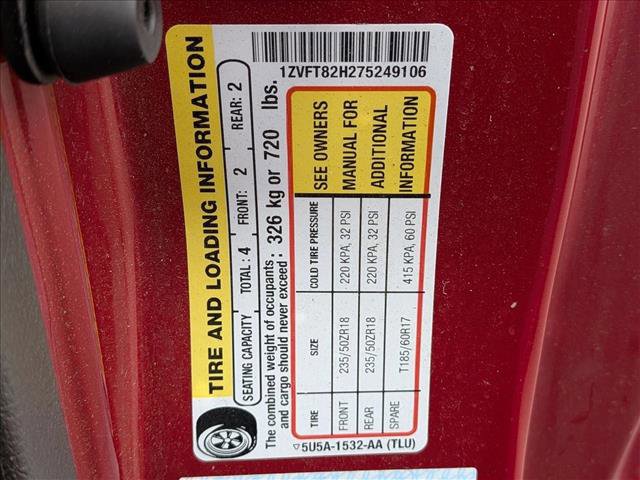 1ZVFT82H275249106
TIRE AND LOADING INFORMATION
SEATING CAPACITY TOTAL: 4 FRONT: 2 REAR: 2
The combined weight of occupants
and cargo should never exceed: 326 kg or 720 lbs.
TIRE SIZE COLD TIRE PRESSURE SEE OWNERS
FRONT 235/50ZR18 220 KPA, 32 PSI MANUAL FOR
REAR 235/50ZR18 220 KPA, 32 PSI ADDITIONAL
SPARE T185/60R17 415 KPA, 60 PSI INFORMATION
5U5A-1532-AA (TLU)